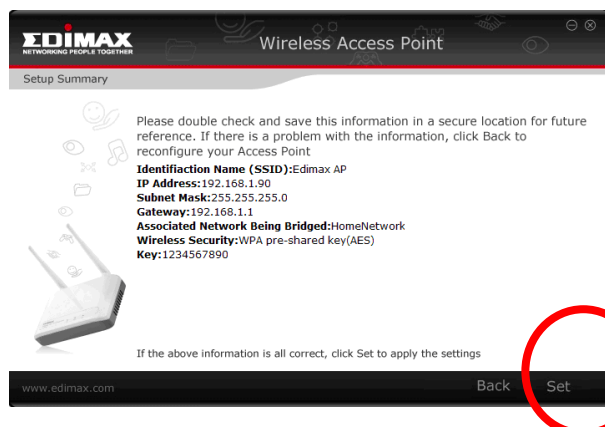 EDIMAX
NETWORKING PEOPLE TOGETHER
Wireless Access Point
Setup Summary
Please double check and save this information in a secure location for future
reference. If there is a problem with the information, click Back to
reconfigure your Access Point
Identifiaction Name (SSID):Edimax AP
IP Address:192.168.1.90
Subnet Mask:255.255.255.0
Gateway:192.168.1.1
Associated Network Being Bridged:HomeNetwork
Wireless Security:WPA pre-shared key(AES)
Key:1234567890
If the above information is all correct, click Set to apply the settings
www.edimax.com
Back
Set